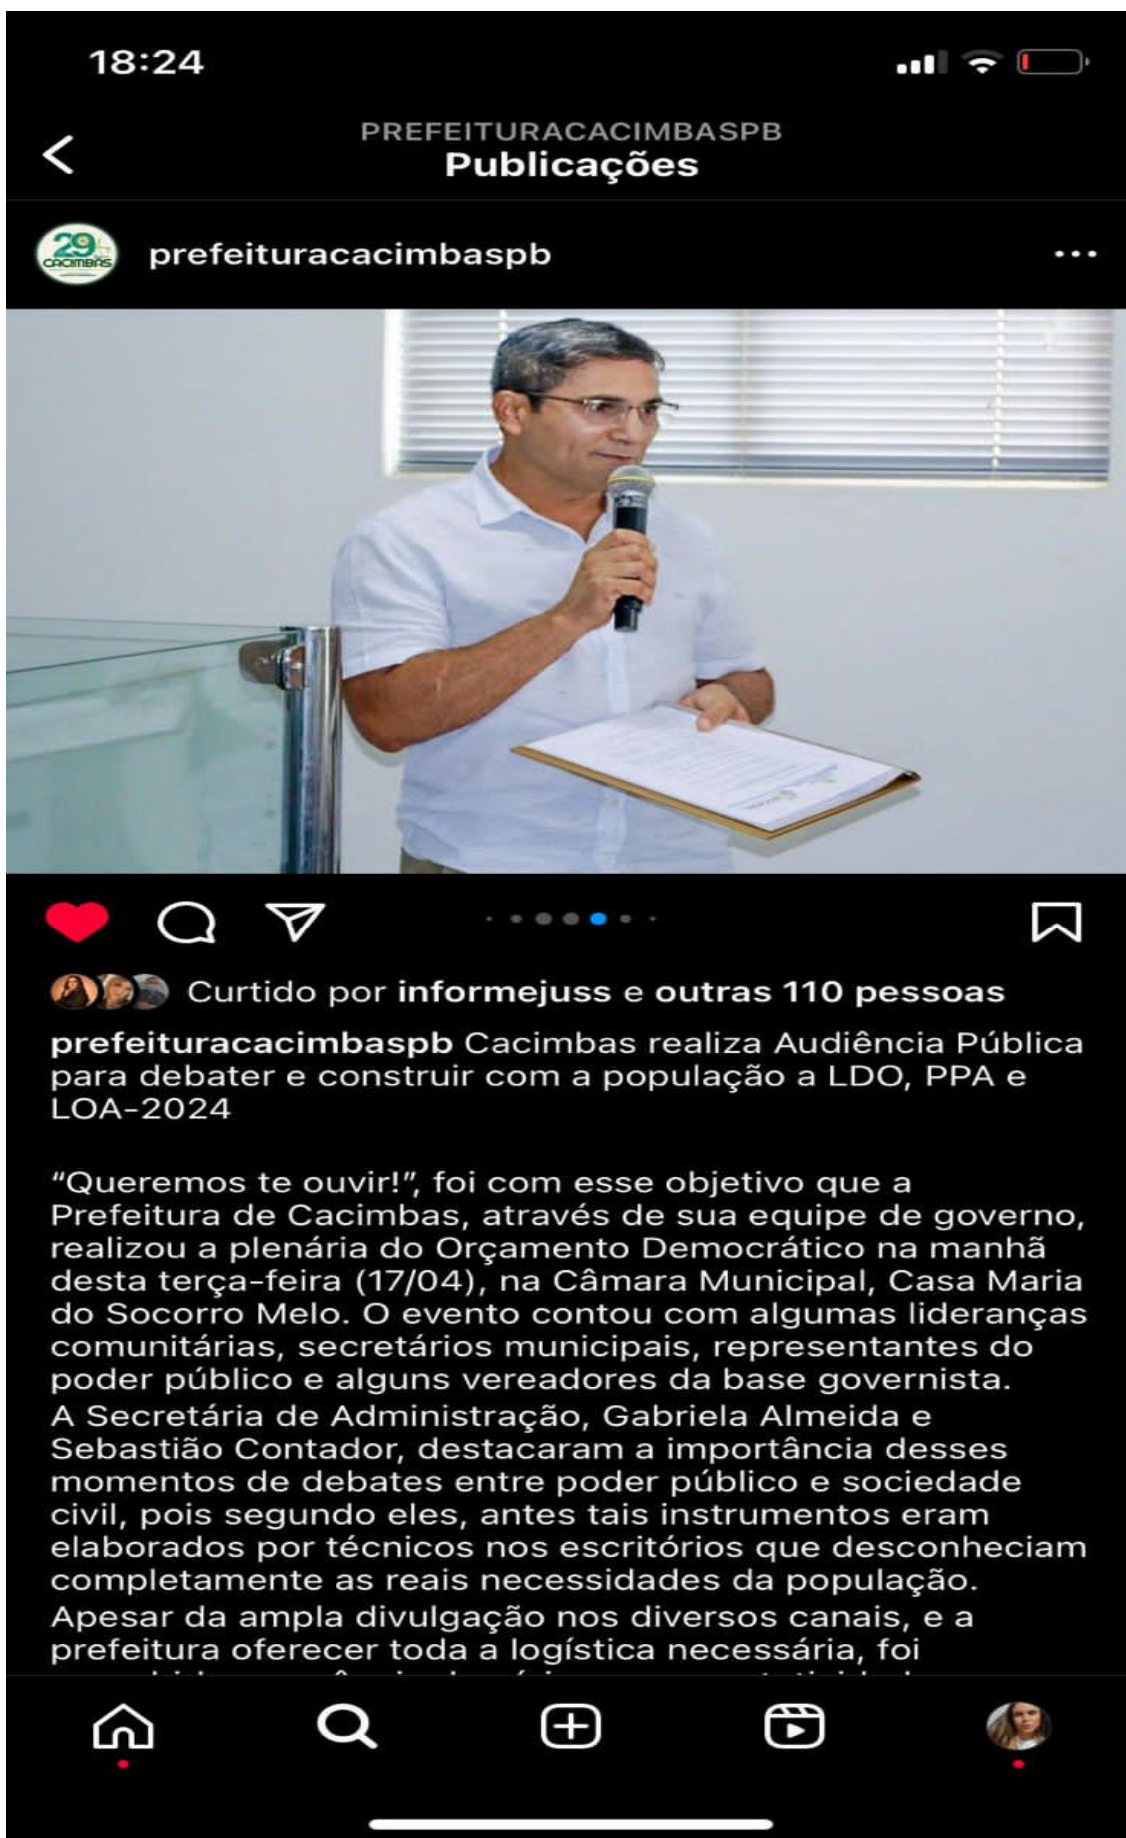 18:24
PREFEITURACACIMBASPB
Publicações
29
CACIMBAS
prefeituracacimbaspb
Curtido por informejuss e outras 110 pessoas
prefeituracacimbaspb Cacimbas realiza Audiência Pública
para debater e construir com a população a LDO, PPA e
LOA-2024
“Queremos te ouvir!”, foi com esse objetivo que a
Prefeitura de Cacimbas, através de sua equipe de governo,
realizou a plenária do Orçamento Democrático na manhã
desta terça-feira (17/04), na Câmara Municipal, Casa Maria
do Socorro Melo. O evento contou com algumas lideranças
comunitárias, secretários municipais, representantes do
poder público e alguns vereadores da base governista.
A Secretária de Administração, Gabriela Almeida e
Sebastião Contador, destacaram a importância desses
momentos de debates entre poder público e sociedade
civil, pois segundo eles, antes tais instrumentos eram
elaborados por técnicos nos escritórios que desconheciam
completamente as reais necessidades da população.
Apesar da ampla divulgação nos diversos canais, e a
prefeitura oferecer toda a logística necessária, foi